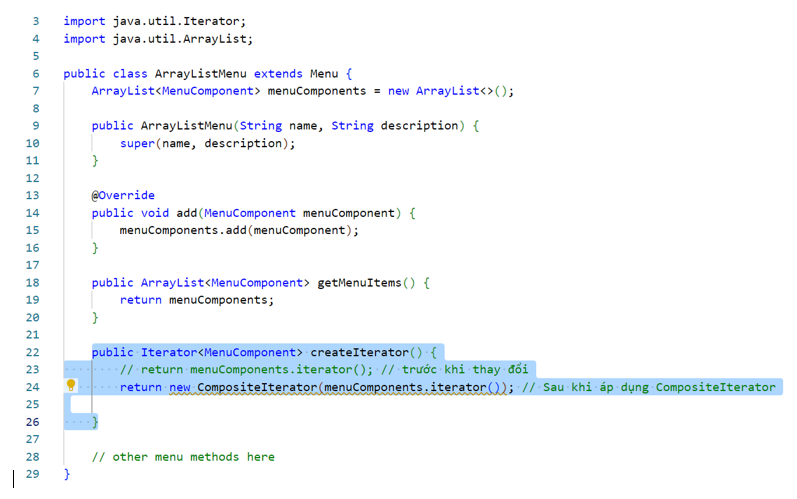 3 import java.util.Iterator;
4 import java.util.ArrayList;
5
6 public class ArrayListMenu extends Menu {
7 ArrayList<MenuComponent> menuComponents = new ArrayList<>();
8
9 public ArrayListMenu(String name, String description) {
10 super(name, description);
11 }
12
13 @Override
14 public void add(MenuComponent menuComponent) {
15 menuComponents.add(menuComponent);
16 }
17
18 public ArrayList<MenuComponent> getMenuItems() {
19 return menuComponents;
20 }
21
22 public Iterator<MenuComponent> createIterator() {
23 // return menuComponents.iterator(); // trước khi thay đổi
24 return new CompositeIterator(menuComponents.iterator()); // Sau khi áp dụng CompositeIterator
25
26 }
27
28 // other menu methods here
29 }